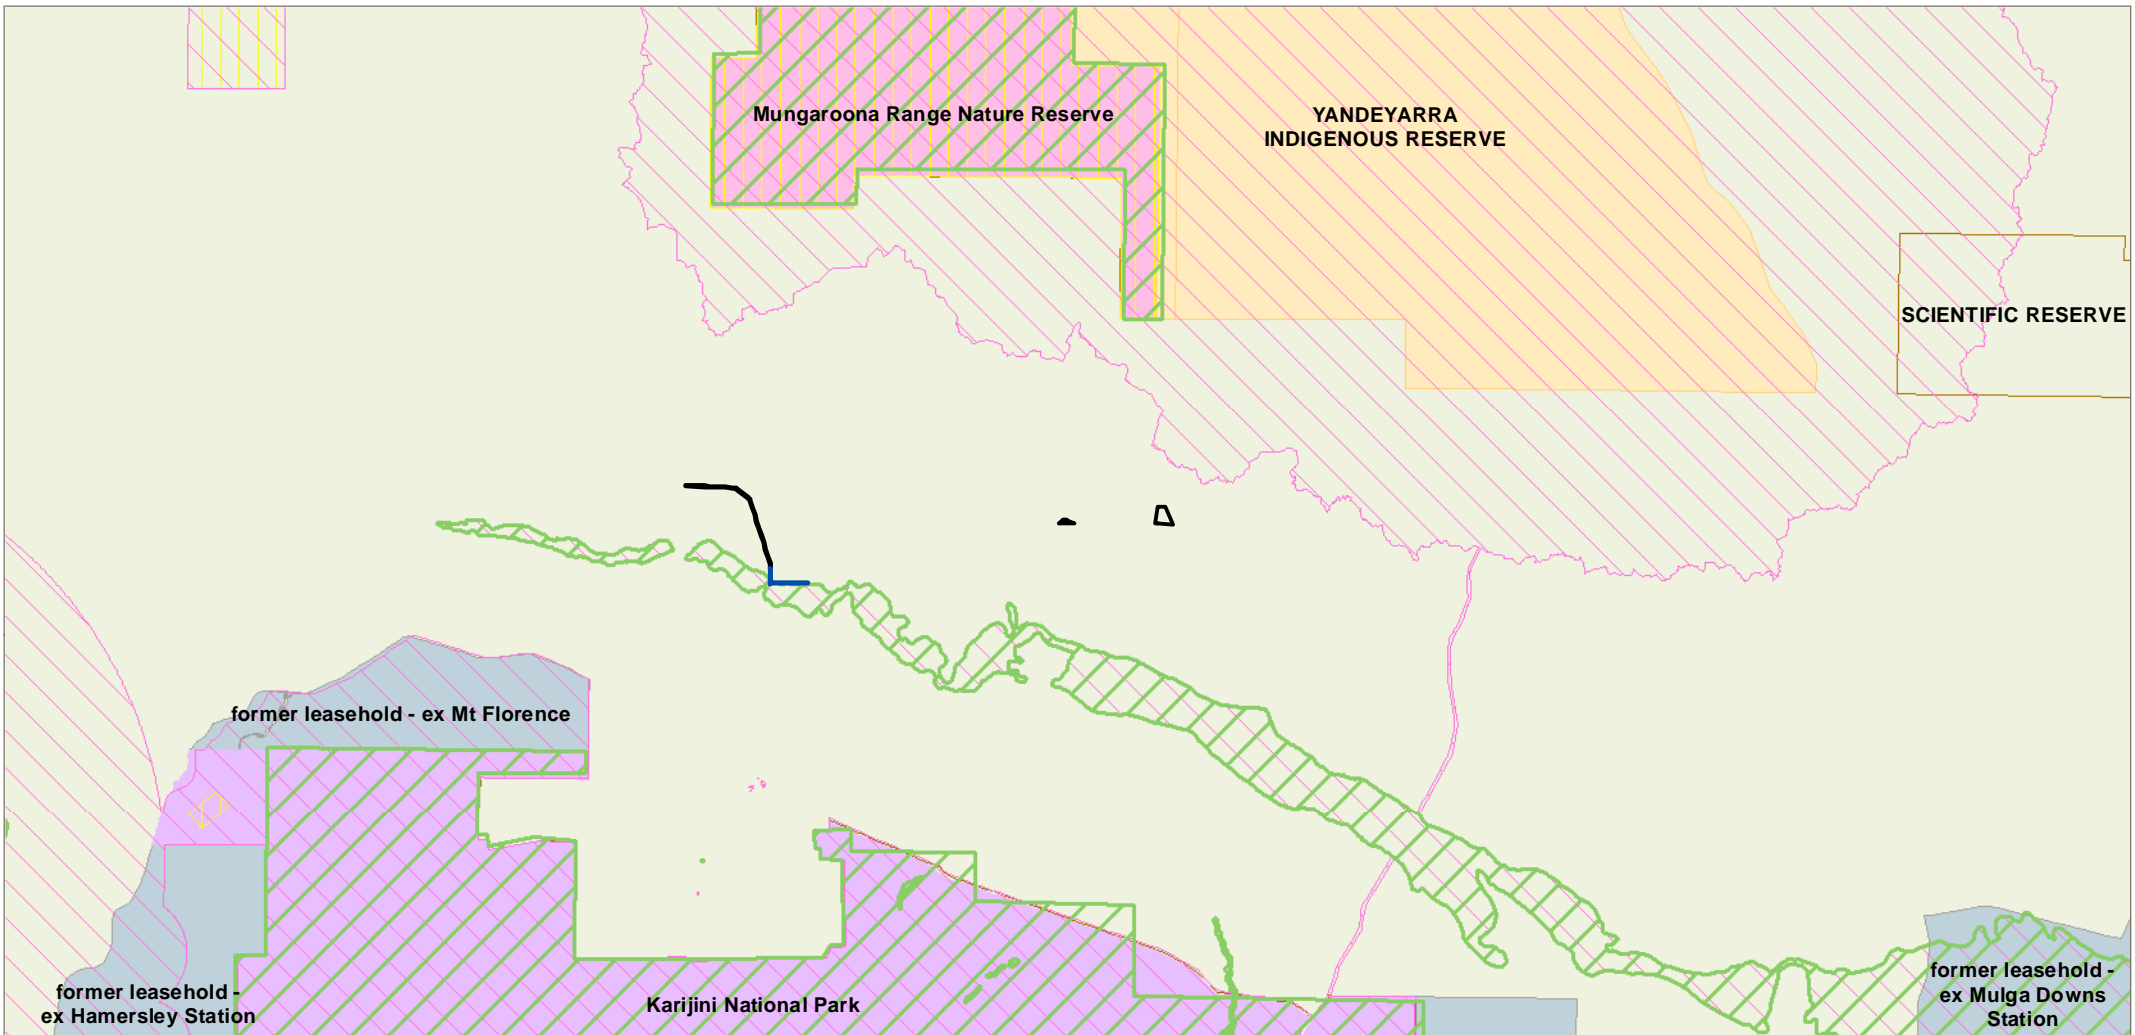 Mungaroona Range Nature Reserve
YANDEYARRA
INDIGENOUS RESERVE
SCIENTIFIC RESERVE
former leasehold - ex Mt Florence
former leasehold -
ex Hamersley Station
Karijini National Park
former leasehold -
ex Mulga Downs
Station